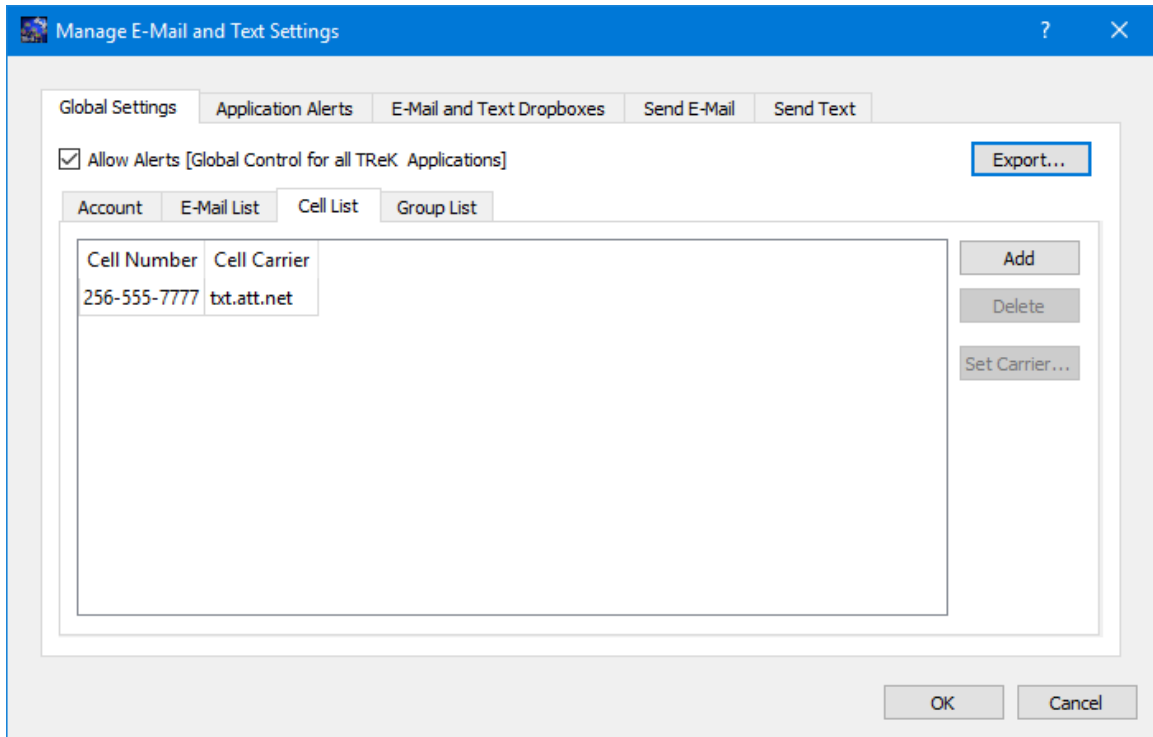 Manage E-Mail and Text Settings ?
Global Settings Application Alerts E-Mail and Text Dropboxes Send E-Mail Send Text
Allow Alerts [Global Control for all TReK Applications] Export...
Account E-Mail List Cell List Group List
Cell Number Cell Carrier Add
256-555-7777 txt.att.net Delete
Set Carrier...
OK Cancel